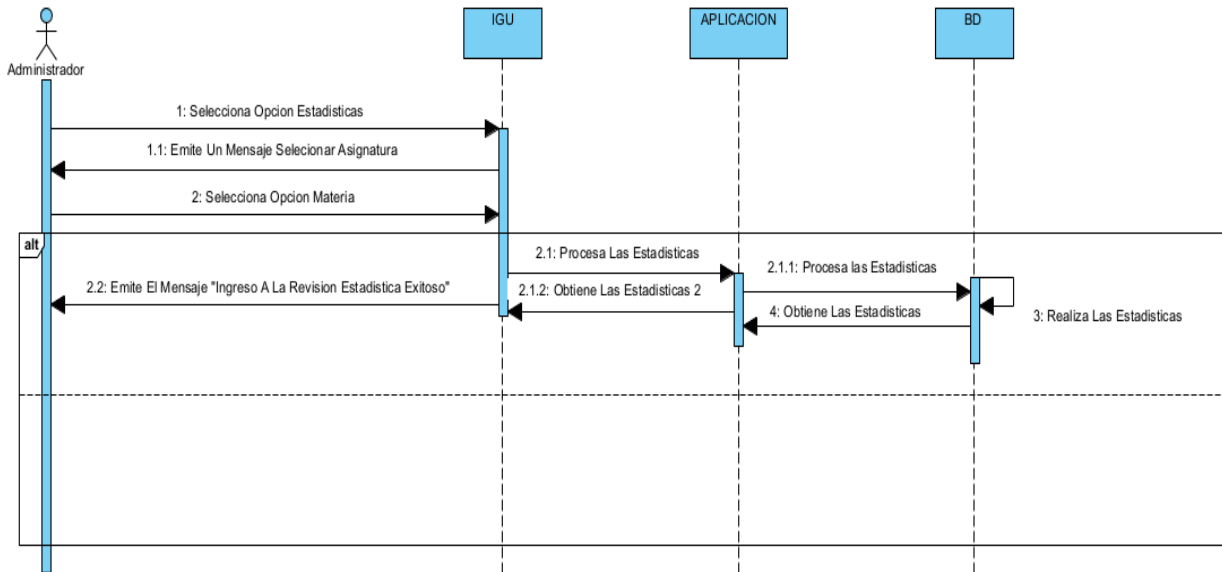 IGU
APLICACION
BD
Administrador
1: Selecciona Opcion Estadisticas
1.1: Emite Un Mensaje Selecionar Asignatura
2: Selecciona Opcion Materia
alt
2.1: Procesa Las Estadisticas
2.1.1: Procesa las Estadisticas
2.2: Emite El Mensaje "Ingreso A La Revision Estadistica Exitoso"
2.1.2: Obtiene Las Estadisticas 2
4: Obtiene Las Estadisticas
3: Realiza Las Estadisticas